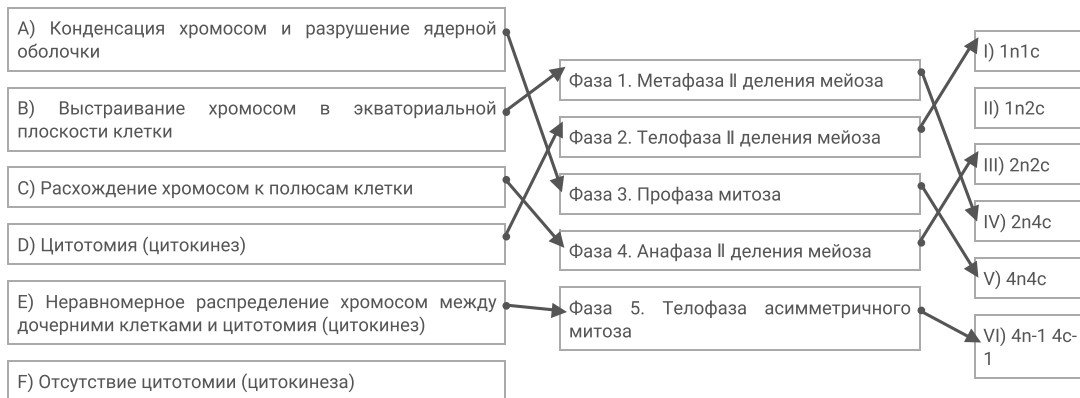 A) Конденсация хромосом и разрушение ядерной
оболочки
B) Выстраивание хромосом в экваториальной
плоскости клетки
C) Расхождение хромосом к полюсам клетки
D) Цитотомия (цитокинез)
E) Неравномерное распределение хромосом между
дочерними клетками и цитотомия (цитокинез)
F) Отсутствие цитотомии (цитокинеза)
Фаза 1. Метафаза II деления мейоза
Фаза 2. Телофаза II деления мейоза
Фаза 3. Профаза митоза
Фаза 4. Анафаза II деления мейоза
Фаза 5. Телофаза асимметричного
митоза
I) 1n1c
II) 1n2c
III) 2n2c
IV) 2n4c
V) 4n4c
VI) 4n-1 4c-
1